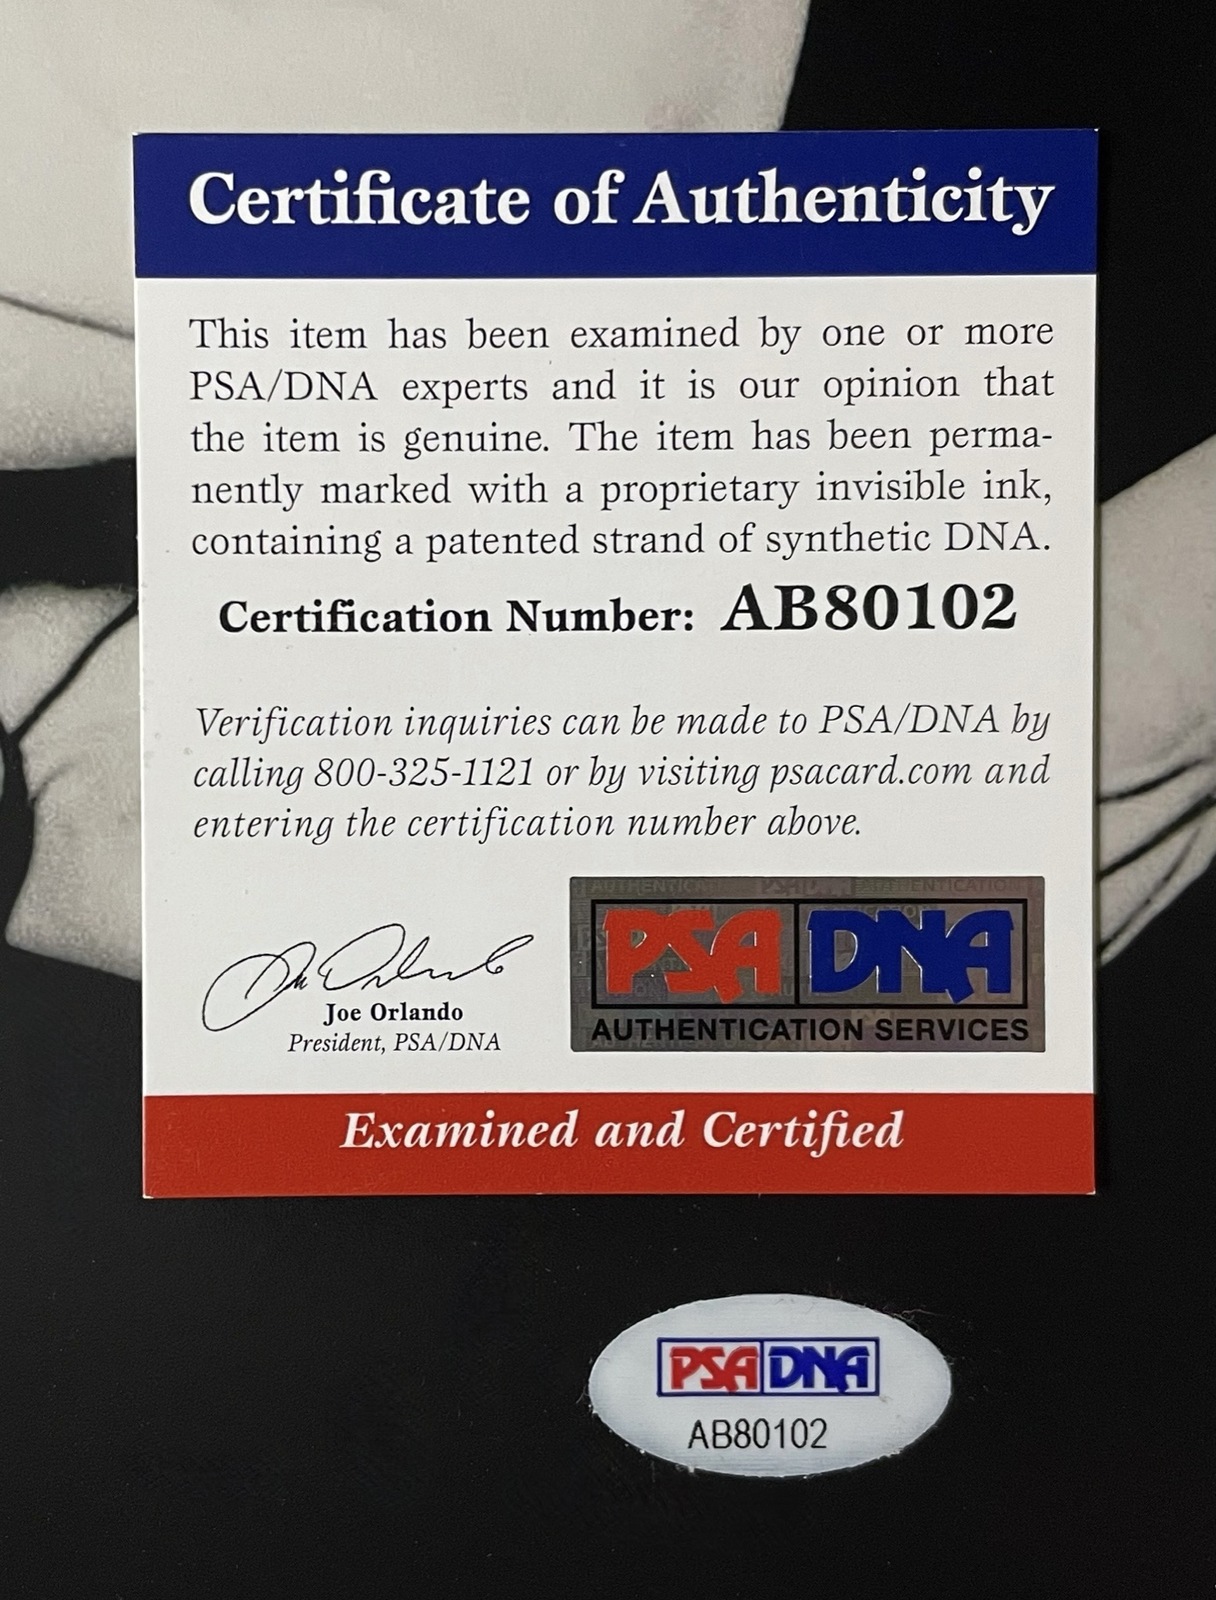 Certificate of Authenticity
This item has been examined by one or more
PSA/DNA experts and it is our opinion that
the item is genuine. The item has been perma-
nently marked with a proprietary invisible ink,
containing a patented strand of synthetic DNA.
Certification Number: AB80102
Verification inquiries can be made to PSA/DNA by
calling 800-325-1121 or by visiting psacard.com and
entering the certification number above.
Joe Orlando
President, PSA/DNA
PSA DNA
AUTHENTICATION SERVICES
Examined and Certified
PSA DNA
AB80102